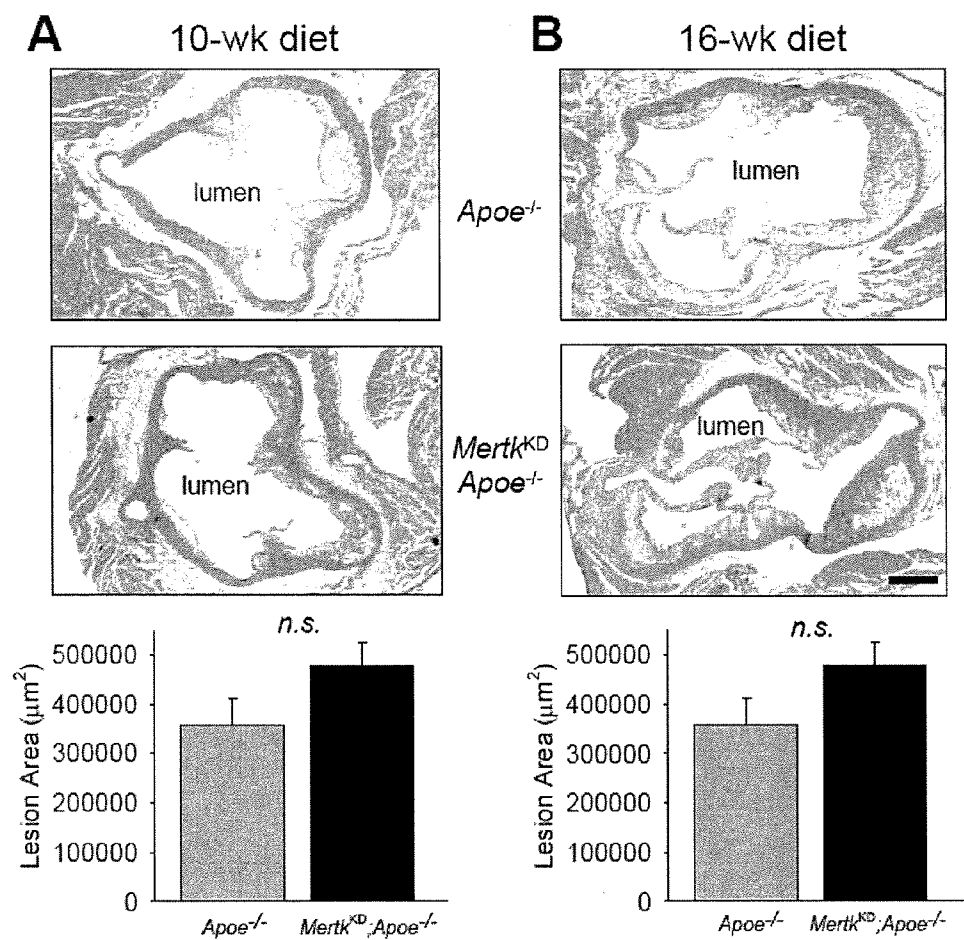 A 10-wk diet
B 16-wk diet
lumen
lumen
Apoe-/-
lumen
lumen
MertkKD
Apoe-/-
n.s.
Lesion Area (μm2)
500000
400000
300000
200000
100000
0
Apoe-/- MertkKD;Apoe-/-
n.s.
Lesion Area (μm2)
500000
400000
300000
200000
100000
0
Apoe-/- MertkKD;Apoe-/-